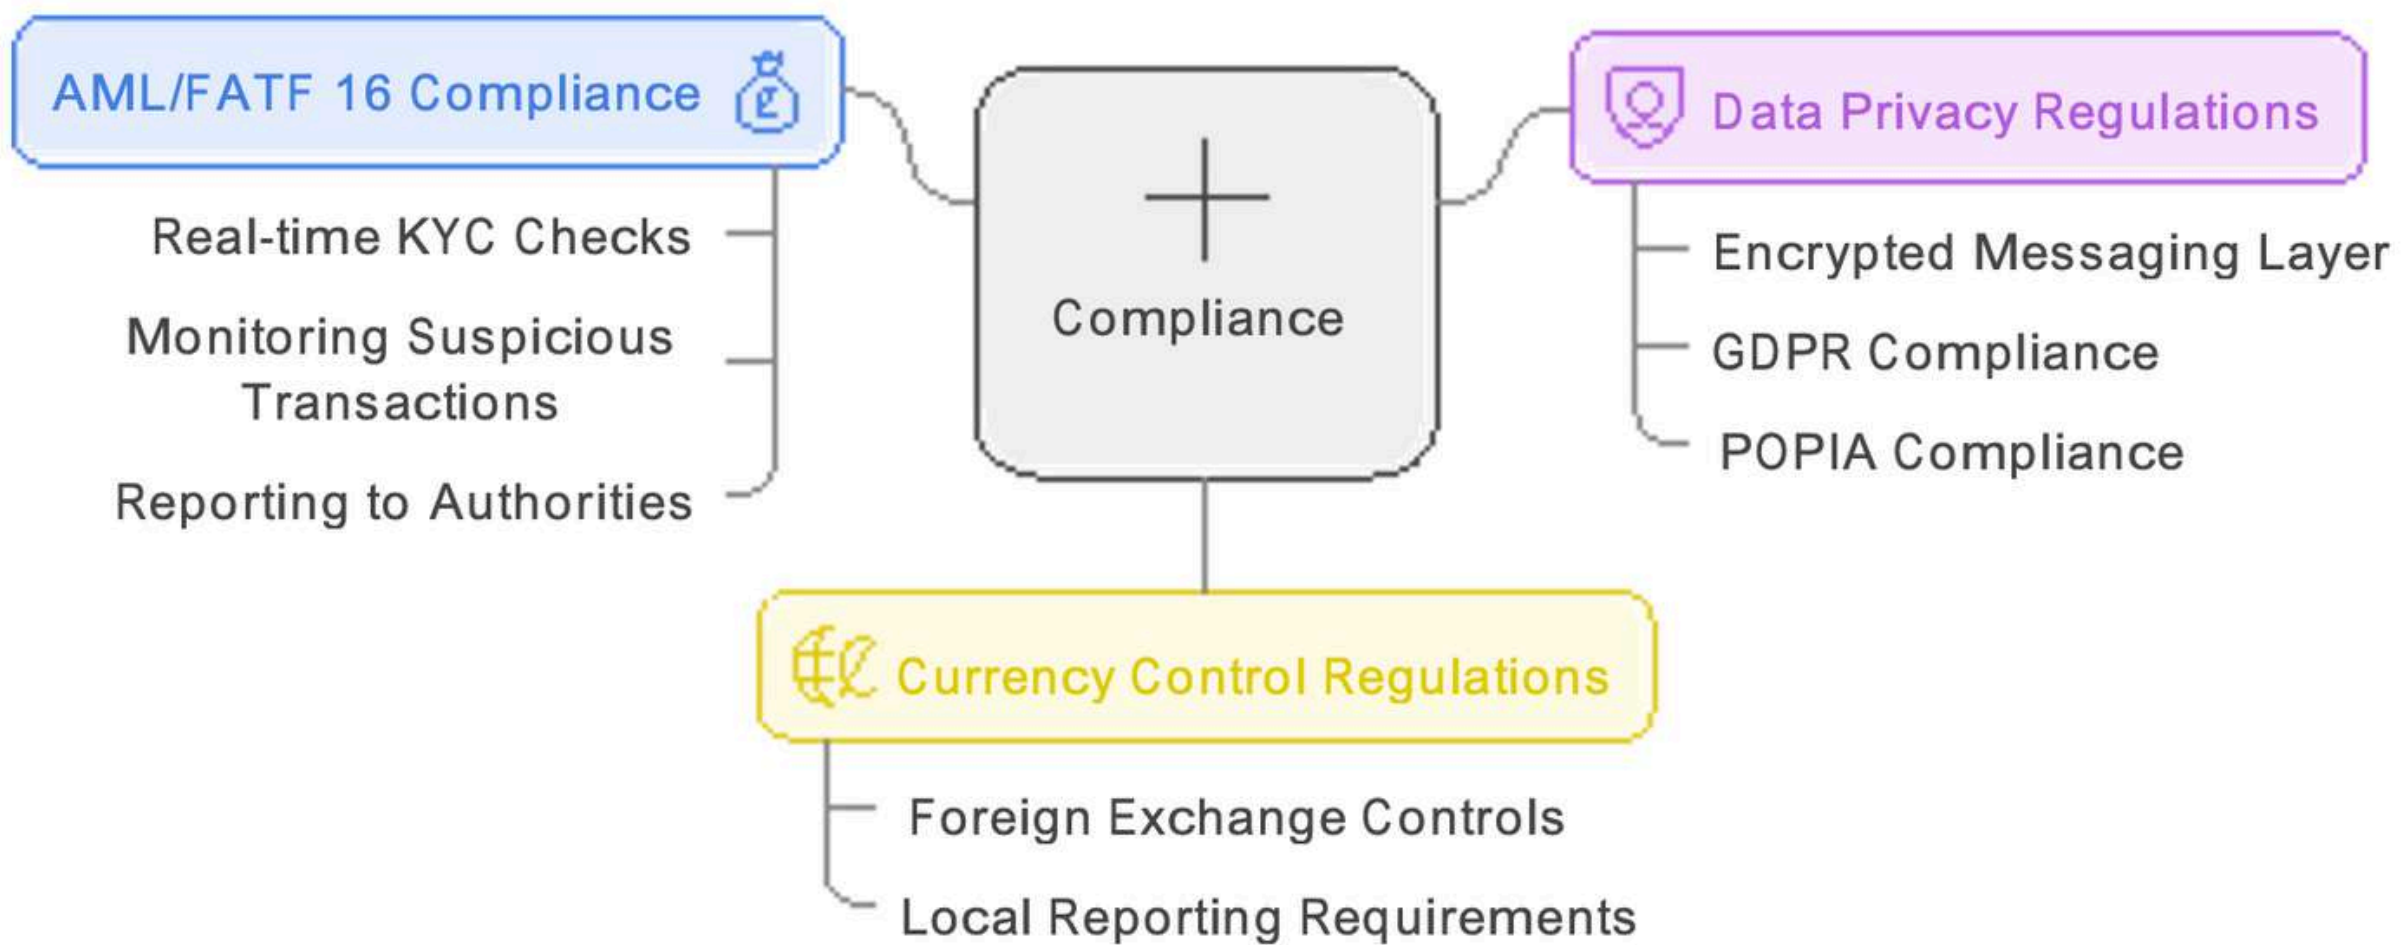 AML/FATF 16 Compliance
Real-time KYC Checks
Monitoring Suspicious
Transactions
Reporting to Authorities
Compliance
Data Privacy Regulations
Encrypted Messaging Layer
GDPR Compliance
POPIA Compliance
Currency Control Regulations
Foreign Exchange Controls
Local Reporting Requirements